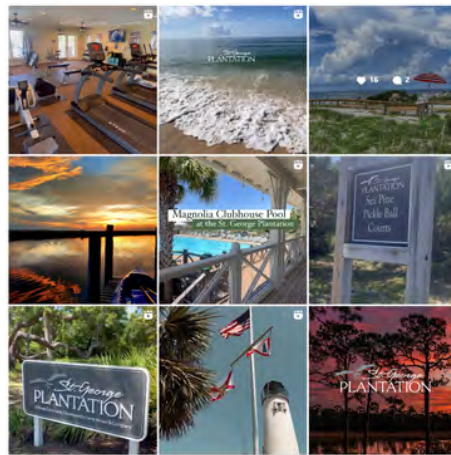 St. George
PLANTATION
16 2
Magnolia Clubhouse Pool
at the St. George Plantation
St. George
PLANTATION
Sea Pine
Pickle Ball
Courts
St. George
PLANTATION
St. George
PLANTATION